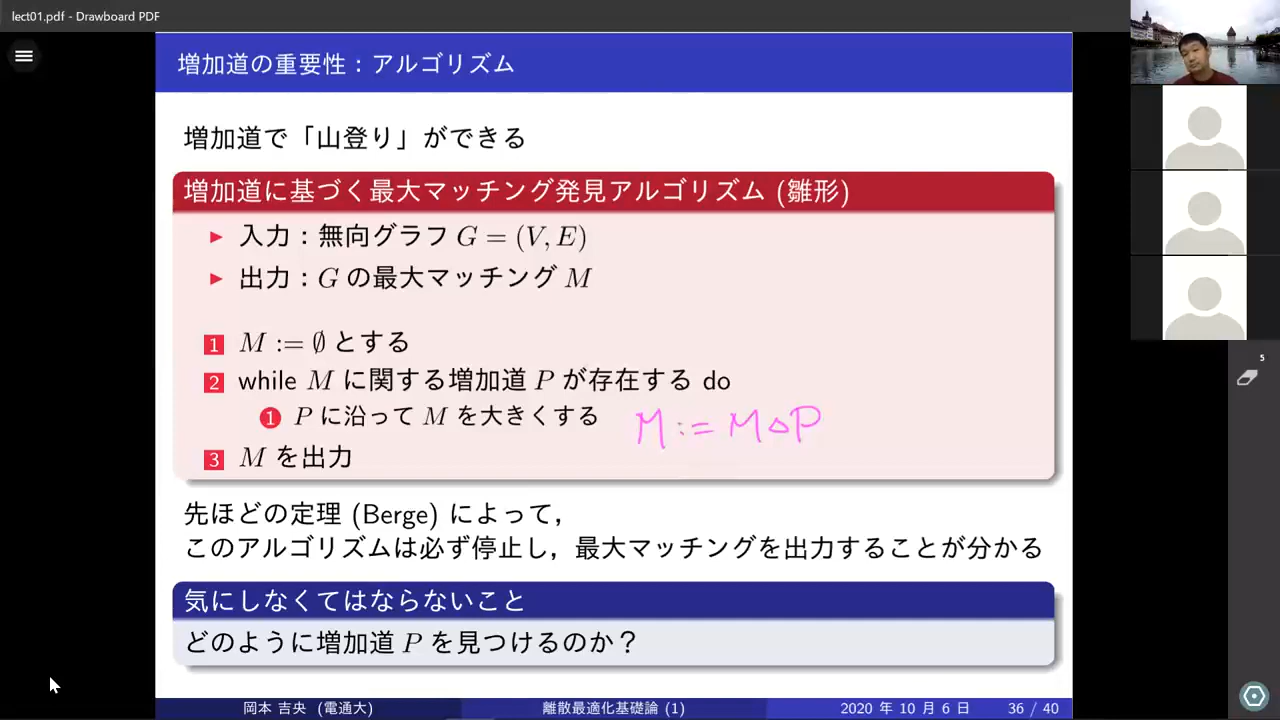 lect01.pdf - Drawboard PDF
増加道の重要性：アルゴリズム
増加道で「山登り」ができる
増加道に基づく最大マッチング発見アルゴリズム (雛形)
▶ 入力：無向グラフ G = (V, E)
▶ 出力：G の最大マッチング M
1 M := ∅ とする
2 while M に関する増加道 P が存在する do
1 P に沿って M を大きくする M := M△P
3 M を出力
先ほどの定理 (Berge) によって，
このアルゴリズムは必ず停止し，最大マッチングを出力することが分かる
気にしなくてはならないこと
どのように増加道 P を見つけるのか？
岡本 吉央 (電通大) 離散最適化基礎論 (1) 2020 年 10 月 6 日 36 / 40
5